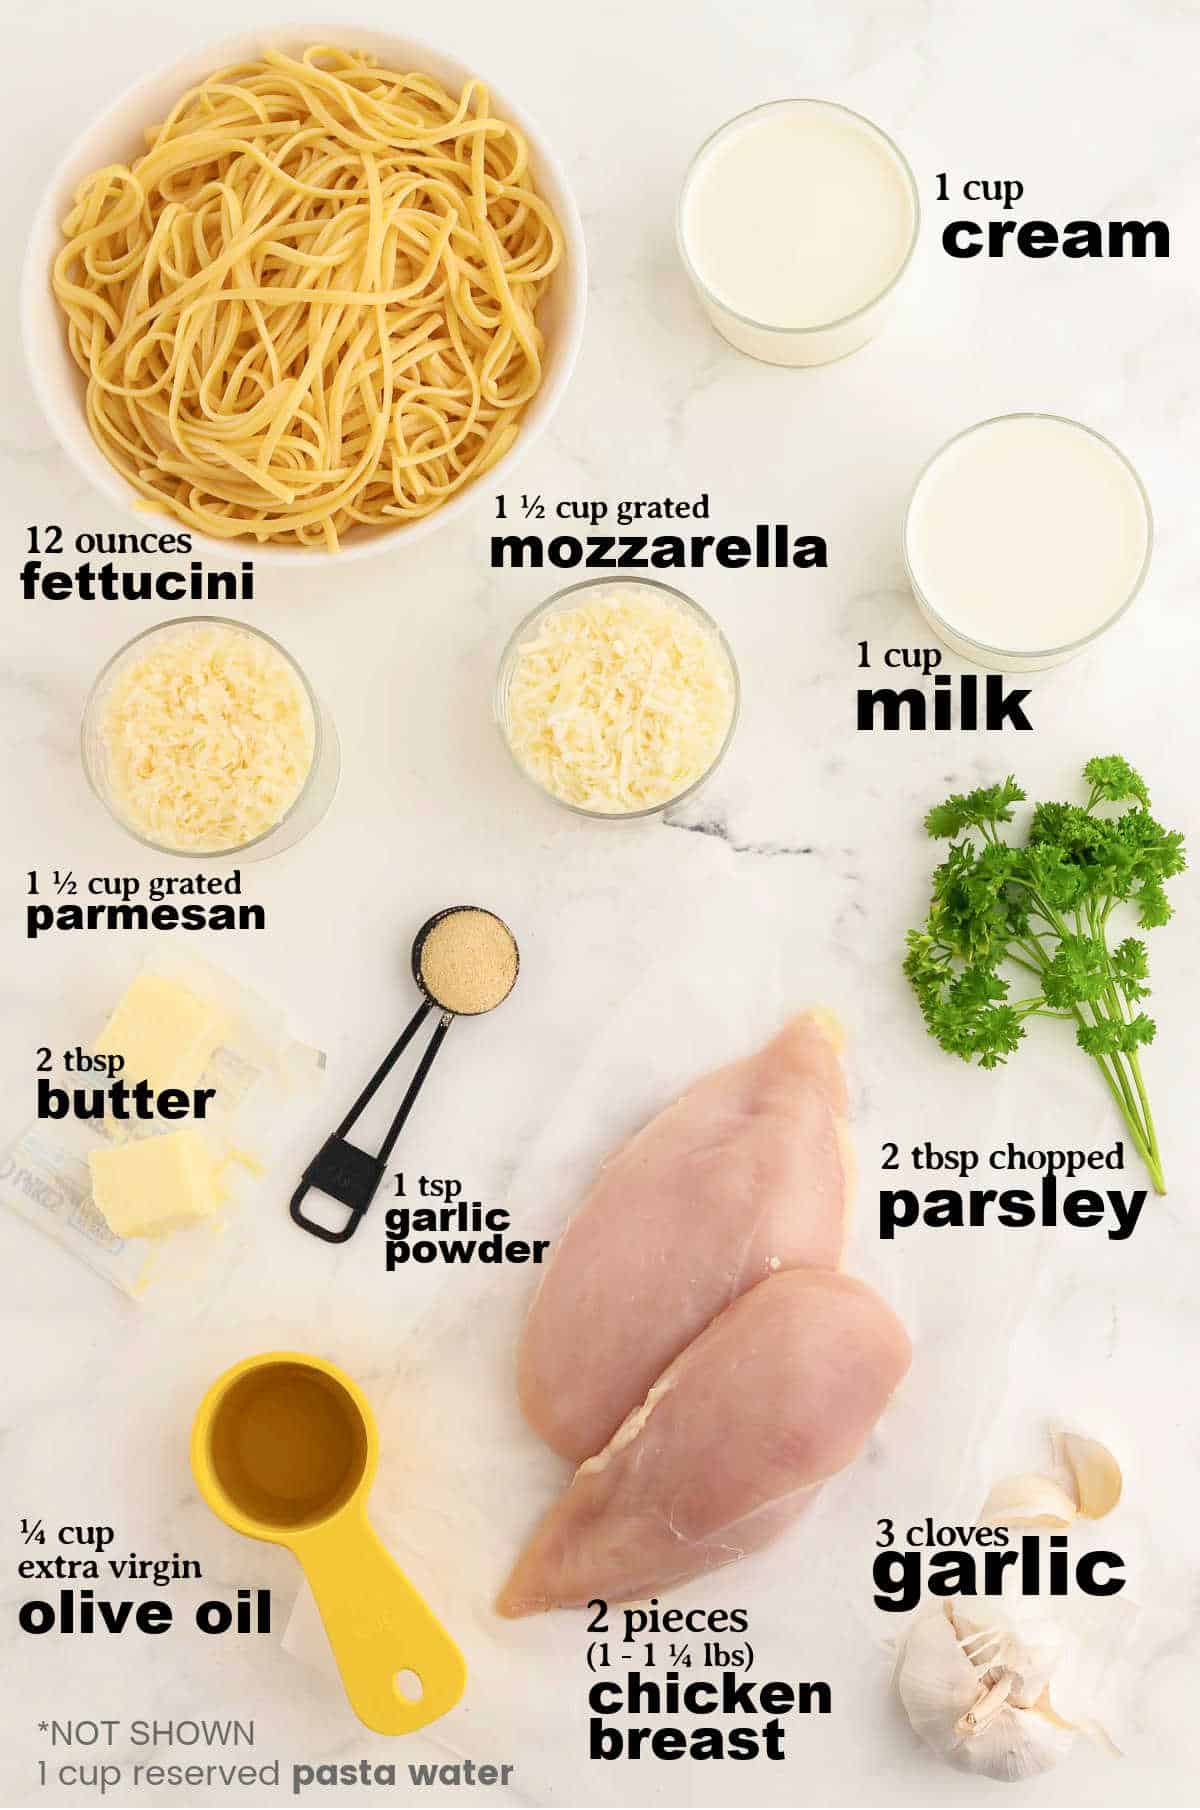 1 cup
cream
12 ounces
fettucini
1 ½ cup grated
mozzarella
1 cup
milk
1 ½ cup grated
parmesan
2 tbsp
butter
1 tsp
garlic
powder
2 tbsp chopped
parsley
¼ cup
extra virgin
olive oil
2 pieces
(1 - 1 ¼ lbs)
chicken
breast
3 cloves
garlic
*NOT SHOWN
1 cup reserved pasta water